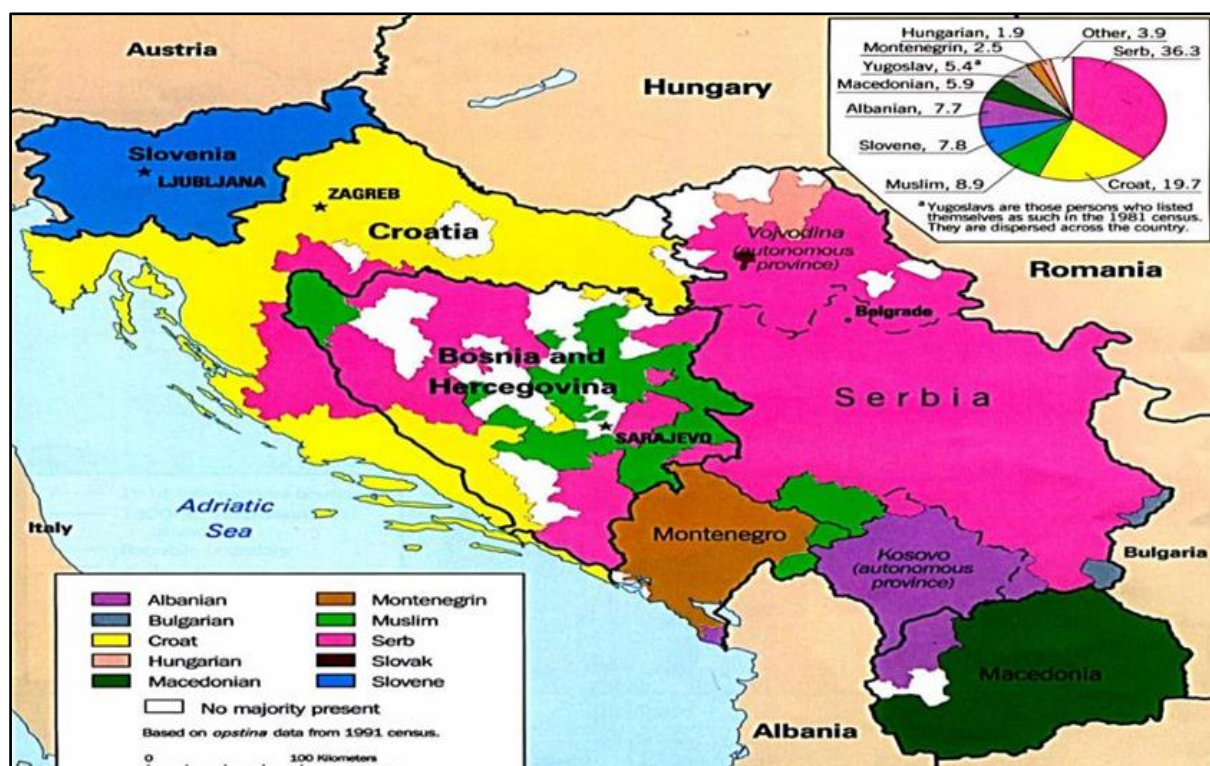 Austria
Hungary
Slovenia
LJUBLJANA
ZAGREB
Croatia
Vojvodina
(autonomous
province)
Romania
Belgrade
Bosnia and
Hercegovina
SARAJEVO
Serbia
Adriatic
Sea
Italy
Montenegro
Kosovo
(autonomous
province)
Bulgaria
Macedonia
Albania
Hungarian, 1.9
Other, 3.9
Montenegrin, 2.5
Serb, 36.3
Yugoslav, 5.4ª
Macedonian, 5.9
Albanian, 7.7
Slovene, 7.8
Muslim, 8.9
Croat, 19.7
ª Yugoslavs are those persons who listed
themselves as such in the 1981 census.
They are dispersed across the country.
Albanian
Bulgarian
Croat
Hungarian
Macedonian
Montenegrin
Muslim
Serb
Slovak
Slovene
No majority present
Based on opstina data from 1991 census.
0 100 Kilometers